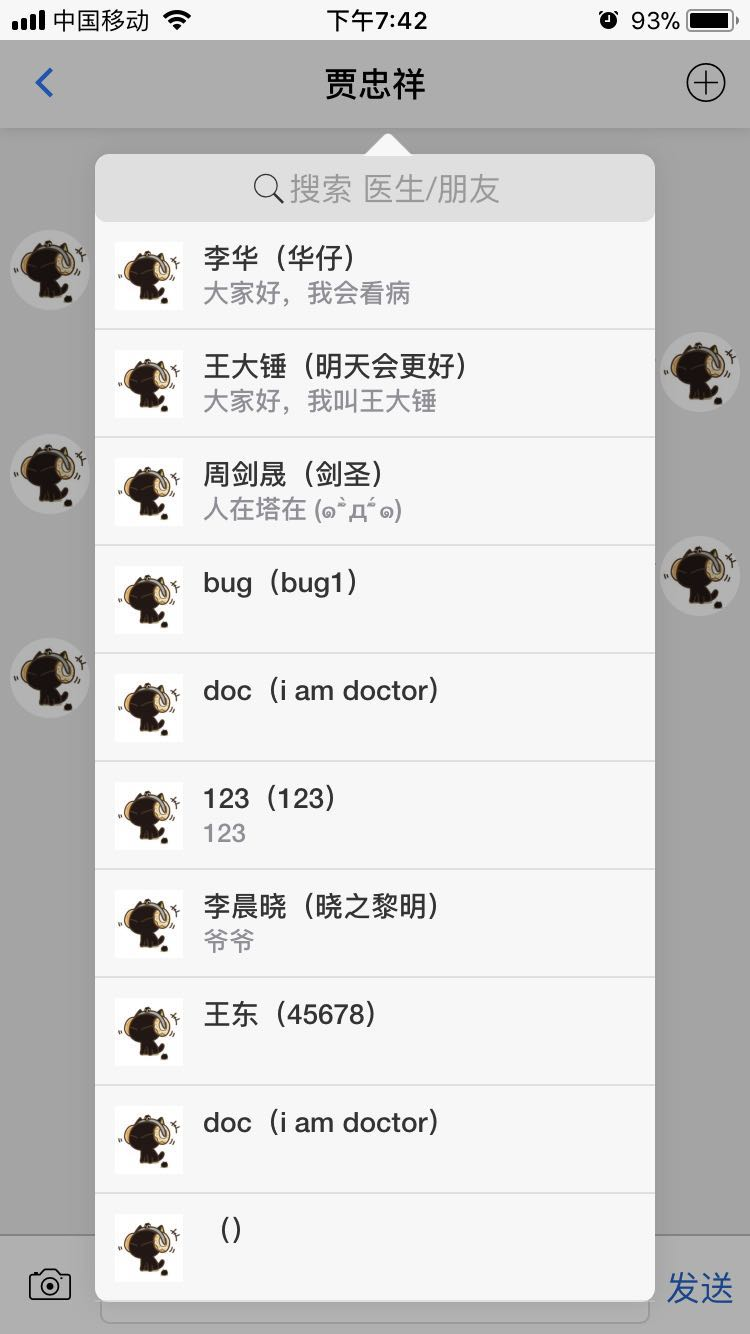 中国移动 下午7:42 93%
贾忠祥
搜索 医生/朋友
李华（华仔）
大家好，我会看病
王大锤（明天会更好）
大家好，我叫王大锤
周剑晟（剑圣）
人在塔在 (๑•̀д•́๑)
bug（bug1）
doc（i am doctor）
123（123）
123
李晨晓（晓之黎明）
爷爷
王东（45678）
doc（i am doctor）
（）
发送